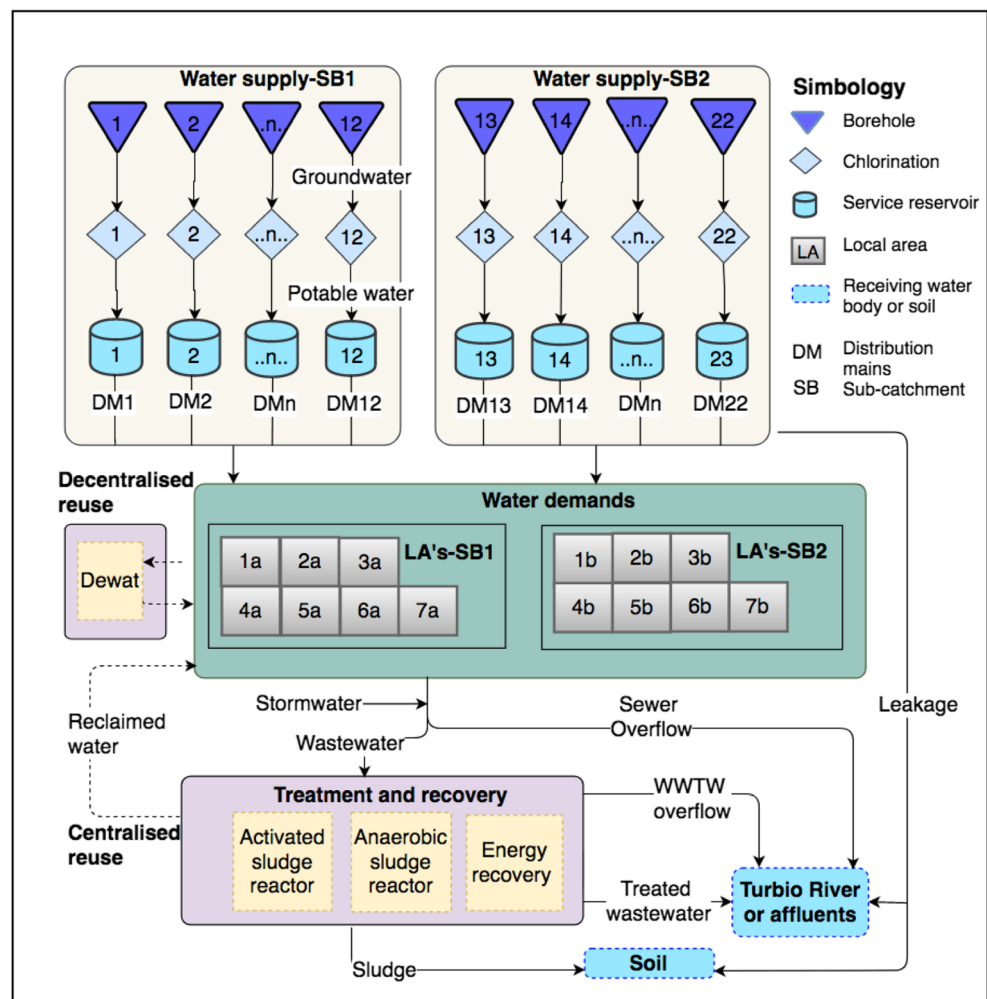 Water supply-SB1
1
2
..n..
12
Groundwater
1
2
..n..
12
Potable water
1
2
..n..
12
DM1
DM2
DMn
DM12
Water supply-SB2
13
14
..n..
22
13
14
..n..
22
13
14
..n..
23
DM13
DM14
DMn
DM22
Simbology
Borehole
Chlorination
Service reservoir
LA
Local area
Receiving water
body or soil
DM
Distribution
mains
SB
Sub-catchment
Decentralised
reuse
Dewat
Water demands
LA's-SB1
1a
2a
3a
4a
5a
6a
7a
LA's-SB2
1b
2b
3b
4b
5b
6b
7b
Stormwater
Wastewater
Sewer
Overflow
Leakage
Reclaimed
water
Centralised
reuse
Treatment and recovery
Activated
sludge
reactor
Anaerobic
sludge
reactor
Energy
recovery
WWTW
overflow
Treated
wastewater
Turbio River
or affluents
Sludge
Soil